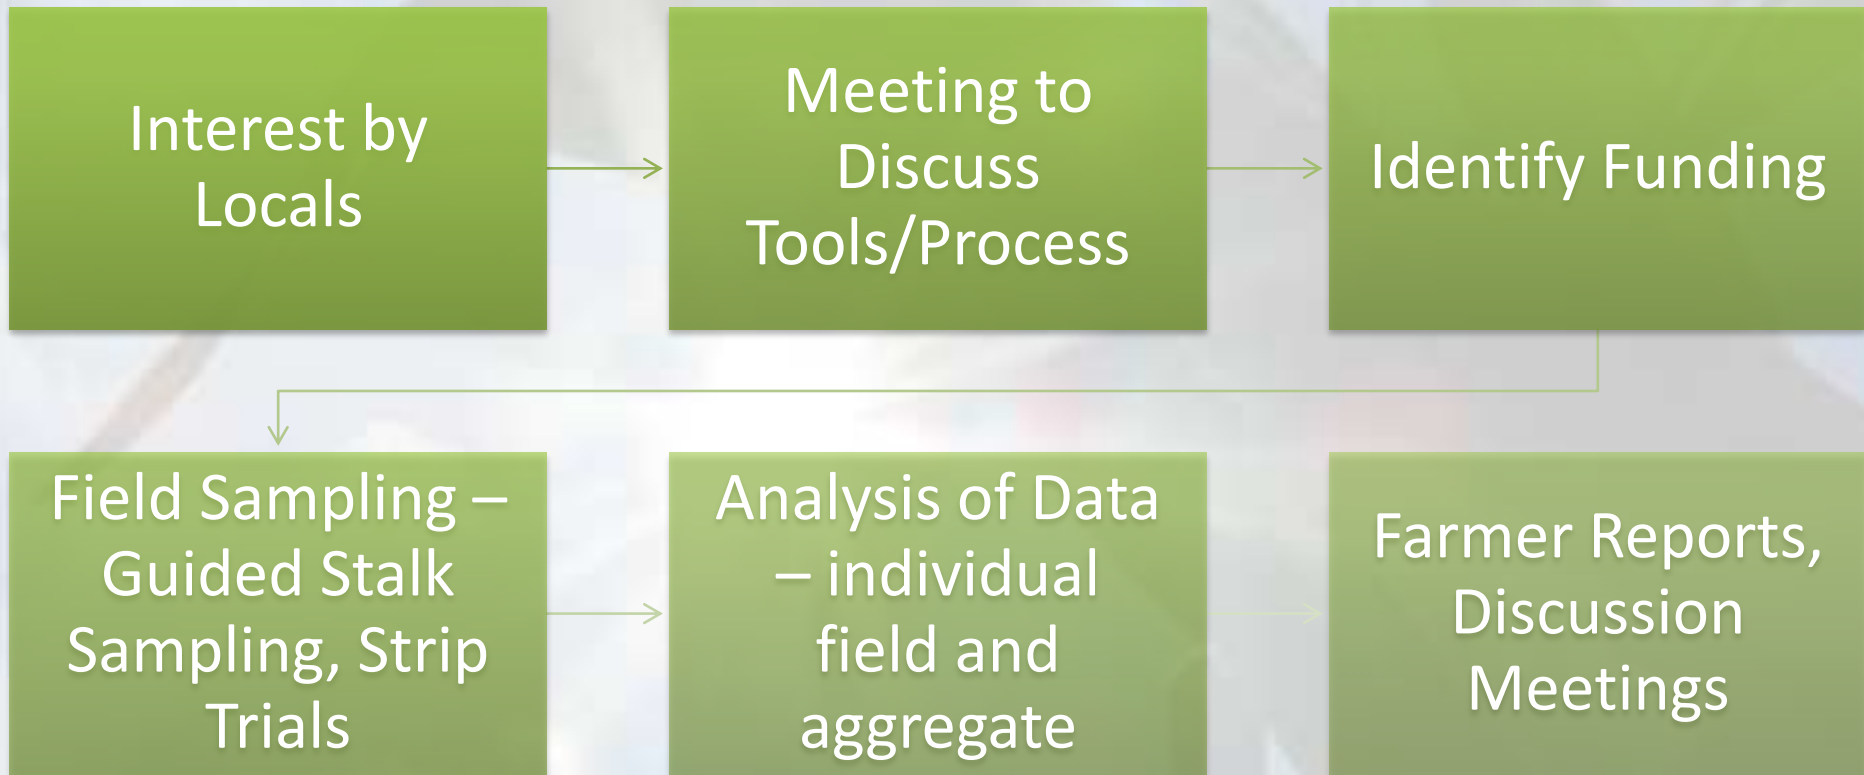 Interest by
Locals
Meeting to
Discuss
Tools/Process
Identify Funding
Field Sampling –
Guided Stalk
Sampling, Strip
Trials
Analysis of Data
– individual
field and
aggregate
Farmer Reports,
Discussion
Meetings